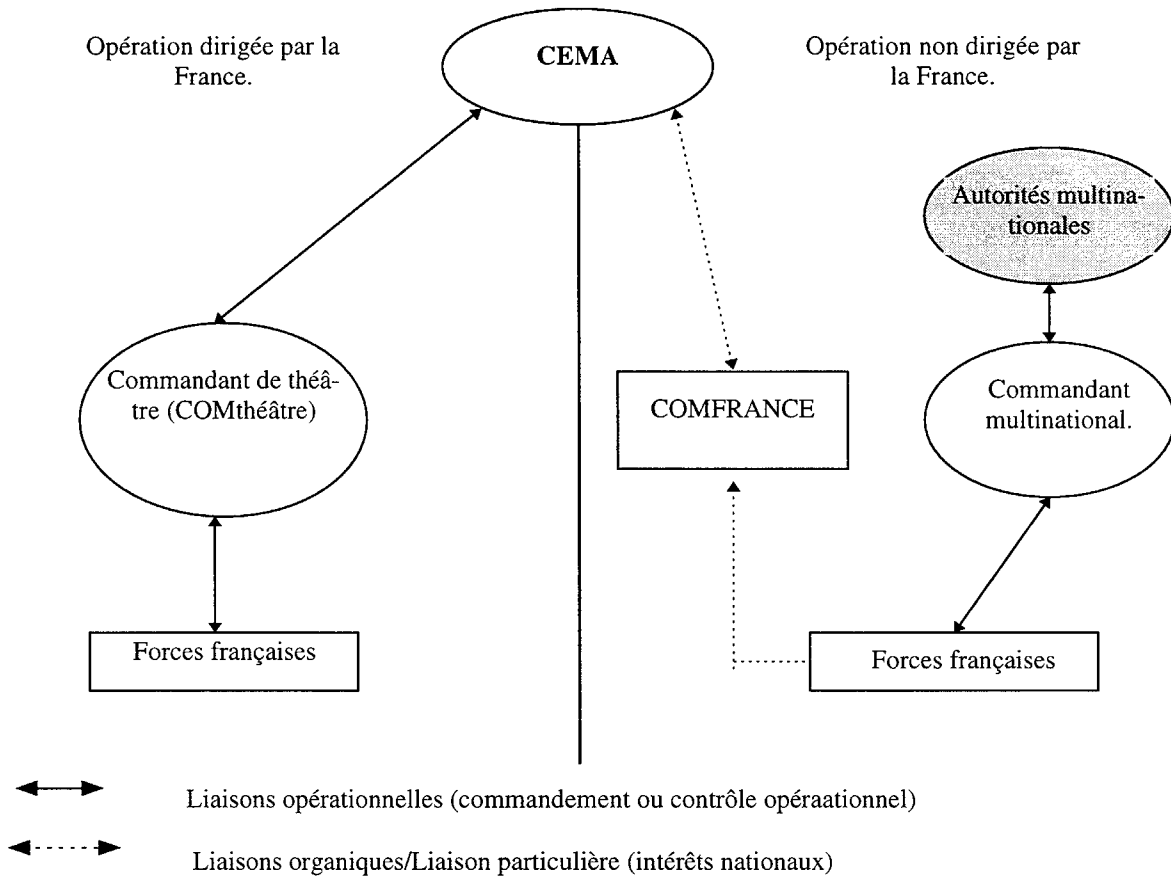 Opération dirigée par la
France.
CEMA
Opération non dirigée par
la France.
Autorités multina-
tionales
Commandant de théâ-
tre (COMthéâtre)
COMFRANCE
Commandant
multinational.
Forces françaises
Forces françaises
Liaisons opérationnelles (commandement ou contrôle opéraationnel)
Liaisons organiques/Liaison particulière (intérêts nationaux)